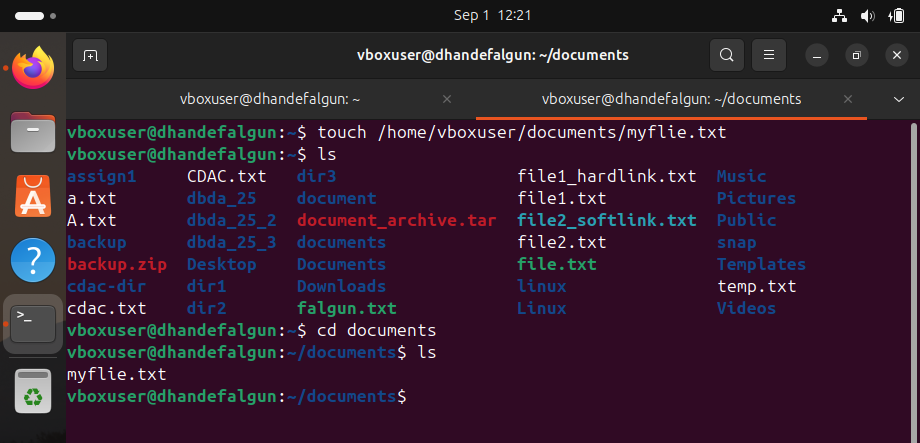 Sep 1 12:21
vboxuser@dhandefalgun: ~/documents
vboxuser@dhandefalgun: ~
vboxuser@dhandefalgun: ~/documents
vboxuser@dhandefalgun:~$ touch /home/vboxuser/documents/myflie.txt
vboxuser@dhandefalgun:~$ ls
assign1 CDAC.txt dir3 file1_hardlink.txt Music
a.txt dbda_25 document file1.txt Pictures
A.txt dbda_25_2 document_archive.tar file2_softlink.txt Public
backup dbda_25_3 documents file2.txt snap
backup.zip Desktop Documents file.txt Templates
cdac-dir dir1 Downloads linux temp.txt
cdac.txt dir2 falgun.txt Linux Videos
vboxuser@dhandefalgun:~$ cd documents
vboxuser@dhandefalgun:~/documents$ ls
myflie.txt
vboxuser@dhandefalgun:~/documents$